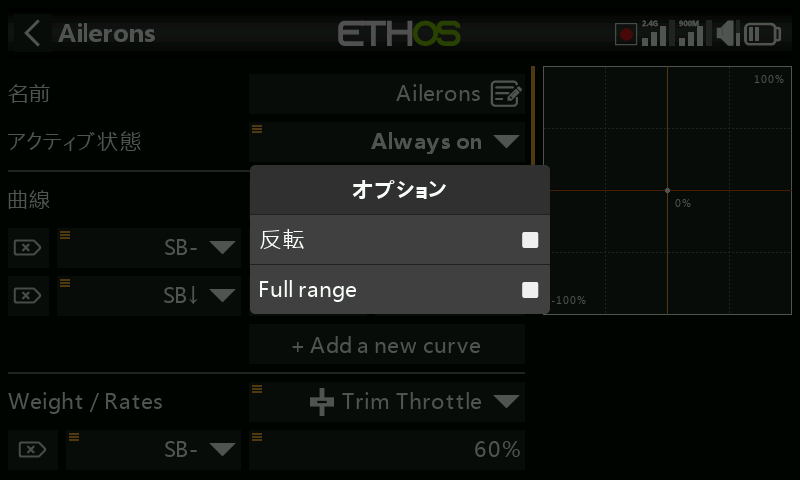 Ailerons
ETHOS
2.4G
900M
名前
Ailerons
アクティブ状態
Always on
100%
0%
-100%
曲線
オプション
反転
Full range
SB-
SB↓
+ Add a new curve
Weight / Rates
Trim Throttle
SB-
60%